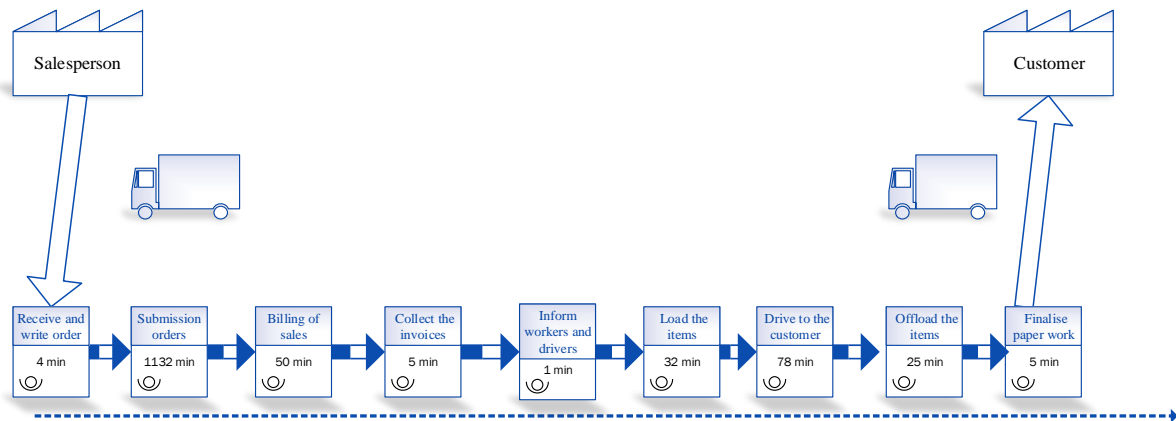 Salesperson
Customer
Receive and
write order
4 min
Submission
orders
1132 min
Billing of
sales
50 min
Collect the
invoices
5 min
Inform
workers and
drivers
1 min
Load the
items
32 min
Drive to the
customer
78 min
Offload the
items
25 min
Finalise
paper work
5 min